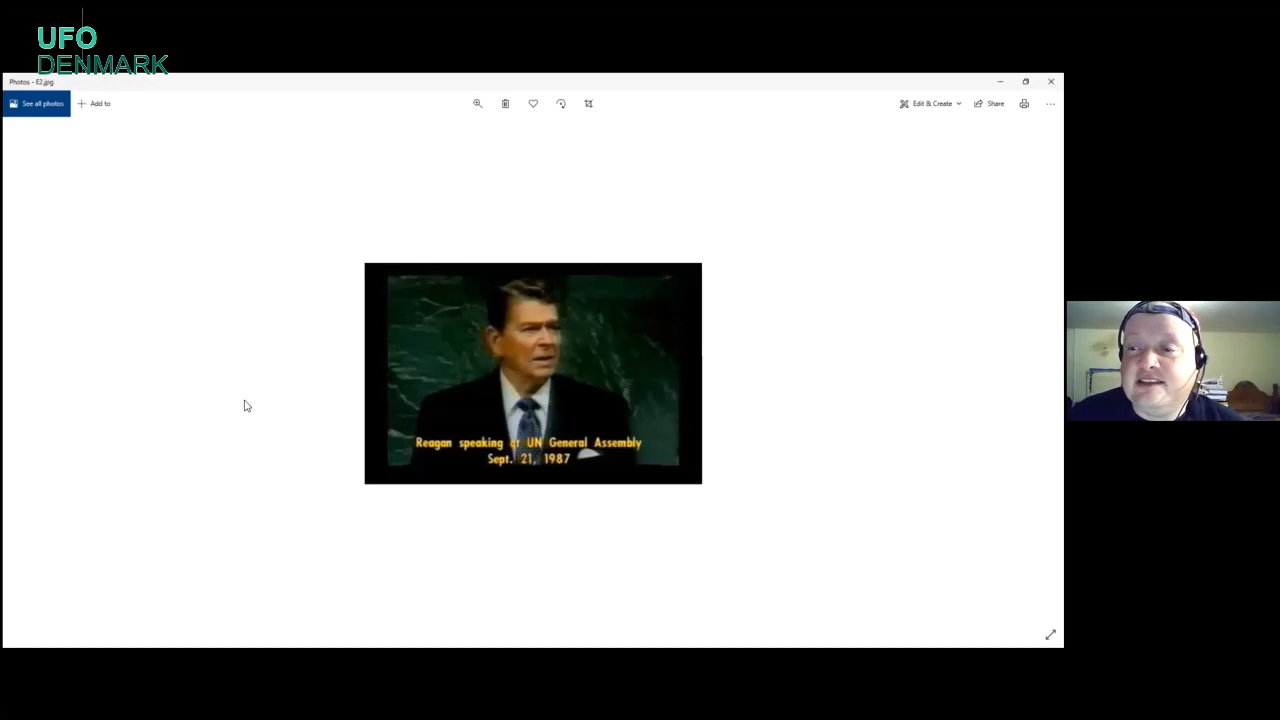 UFO
DENMARK
Photos - E2.jpg
See all photos
Add to
Edit & Create
Share
Reagan speaking at UN General Assembly
Sept. 21, 1987